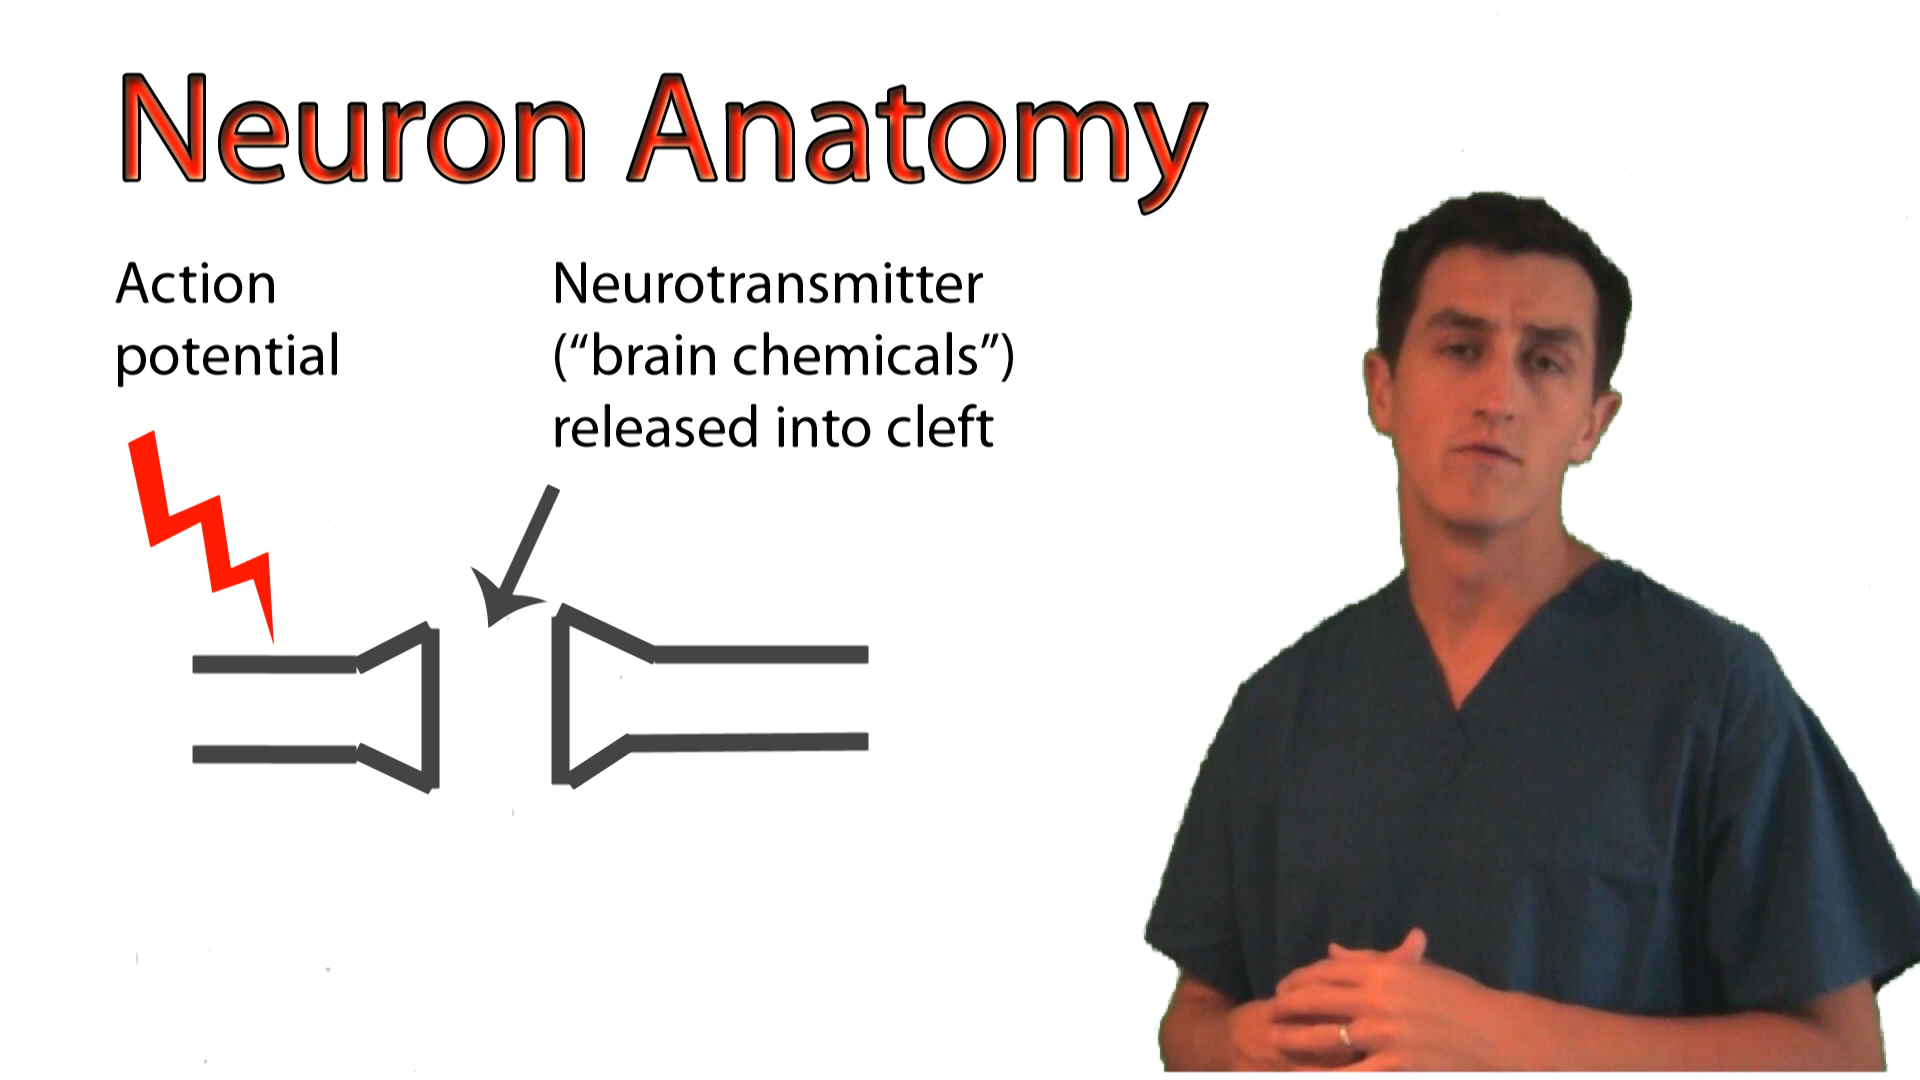 Neuron Anatomy
Action
potential
Neurotransmitter
(“brain chemicals”)
released into cleft